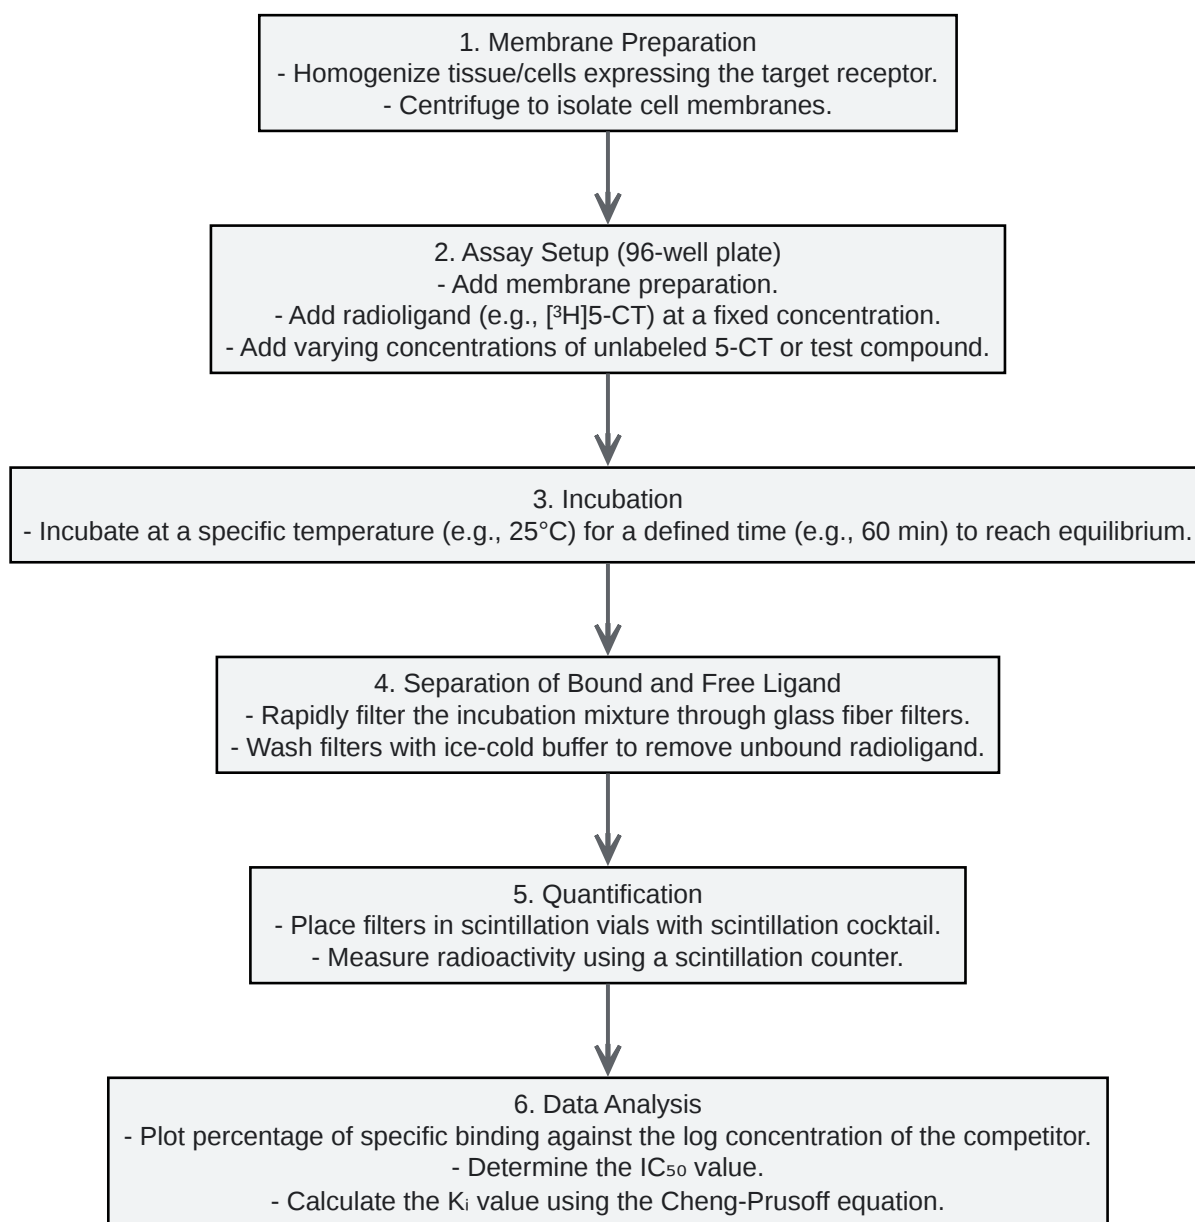 1. Membrane Preparation
- Homogenize tissue/cells expressing the target receptor.
- Centrifuge to isolate cell membranes.
2. Assay Setup (96-well plate)
- Add membrane preparation.
- Add radioligand (e.g., [³H]5-CT) at a fixed concentration.
- Add varying concentrations of unlabeled 5-CT or test compound.
3. Incubation
- Incubate at a specific temperature (e.g., 25°C) for a defined time (e.g., 60 min) to reach equilibrium.
4. Separation of Bound and Free Ligand
- Rapidly filter the incubation mixture through glass fiber filters.
- Wash filters with ice-cold buffer to remove unbound radioligand.
5. Quantification
- Place filters in scintillation vials with scintillation cocktail.
- Measure radioactivity using a scintillation counter.
6. Data Analysis
- Plot percentage of specific binding against the log concentration of the competitor.
- Determine the IC₅₀ value.
- Calculate the Kᵢ value using the Cheng-Prusoff equation.